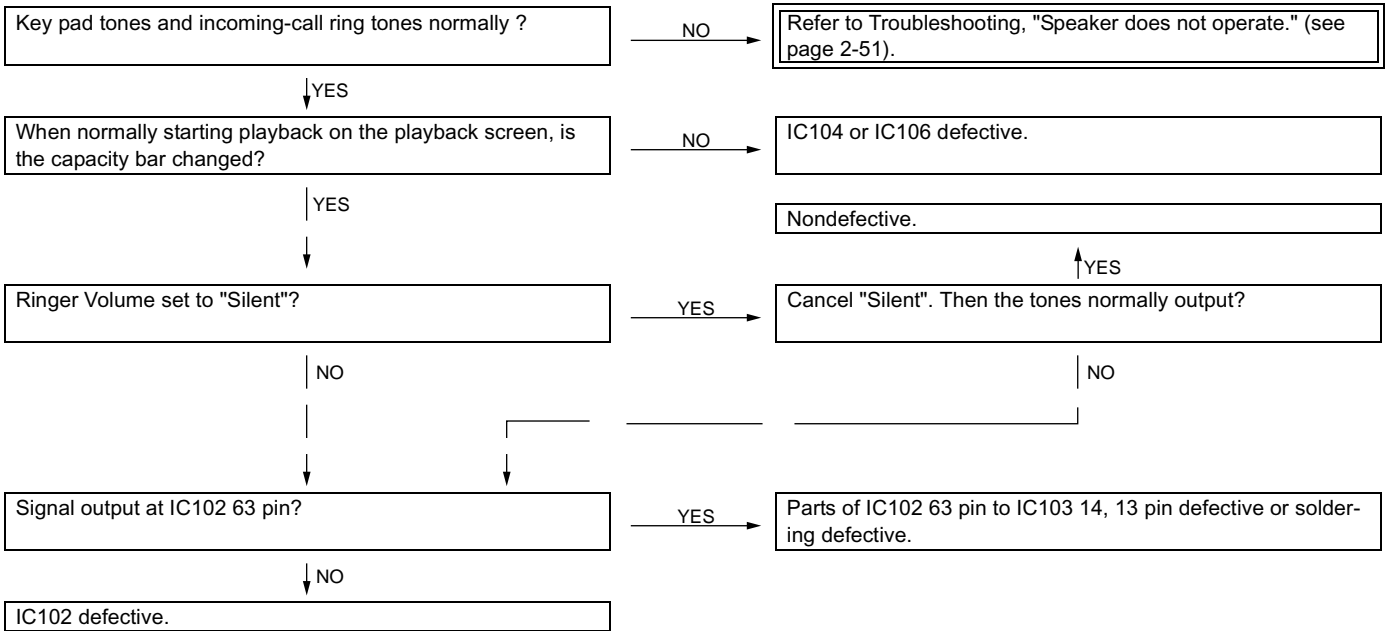 Key pad tones and incoming-call ring tones normally ?
NO
Refer to Troubleshooting, "Speaker does not operate." (see
page 2-51).
YES
When normally starting playback on the playback screen, is
the capacity bar changed?
NO
IC104 or IC106 defective.
YES
Nondefective.
YES
Ringer Volume set to "Silent"?
YES
Cancel "Silent". Then the tones normally output?
NO
NO
Signal output at IC102 63 pin?
YES
Parts of IC102 63 pin to IC103 14, 13 pin defective or solder-
ing defective.
NO
IC102 defective.